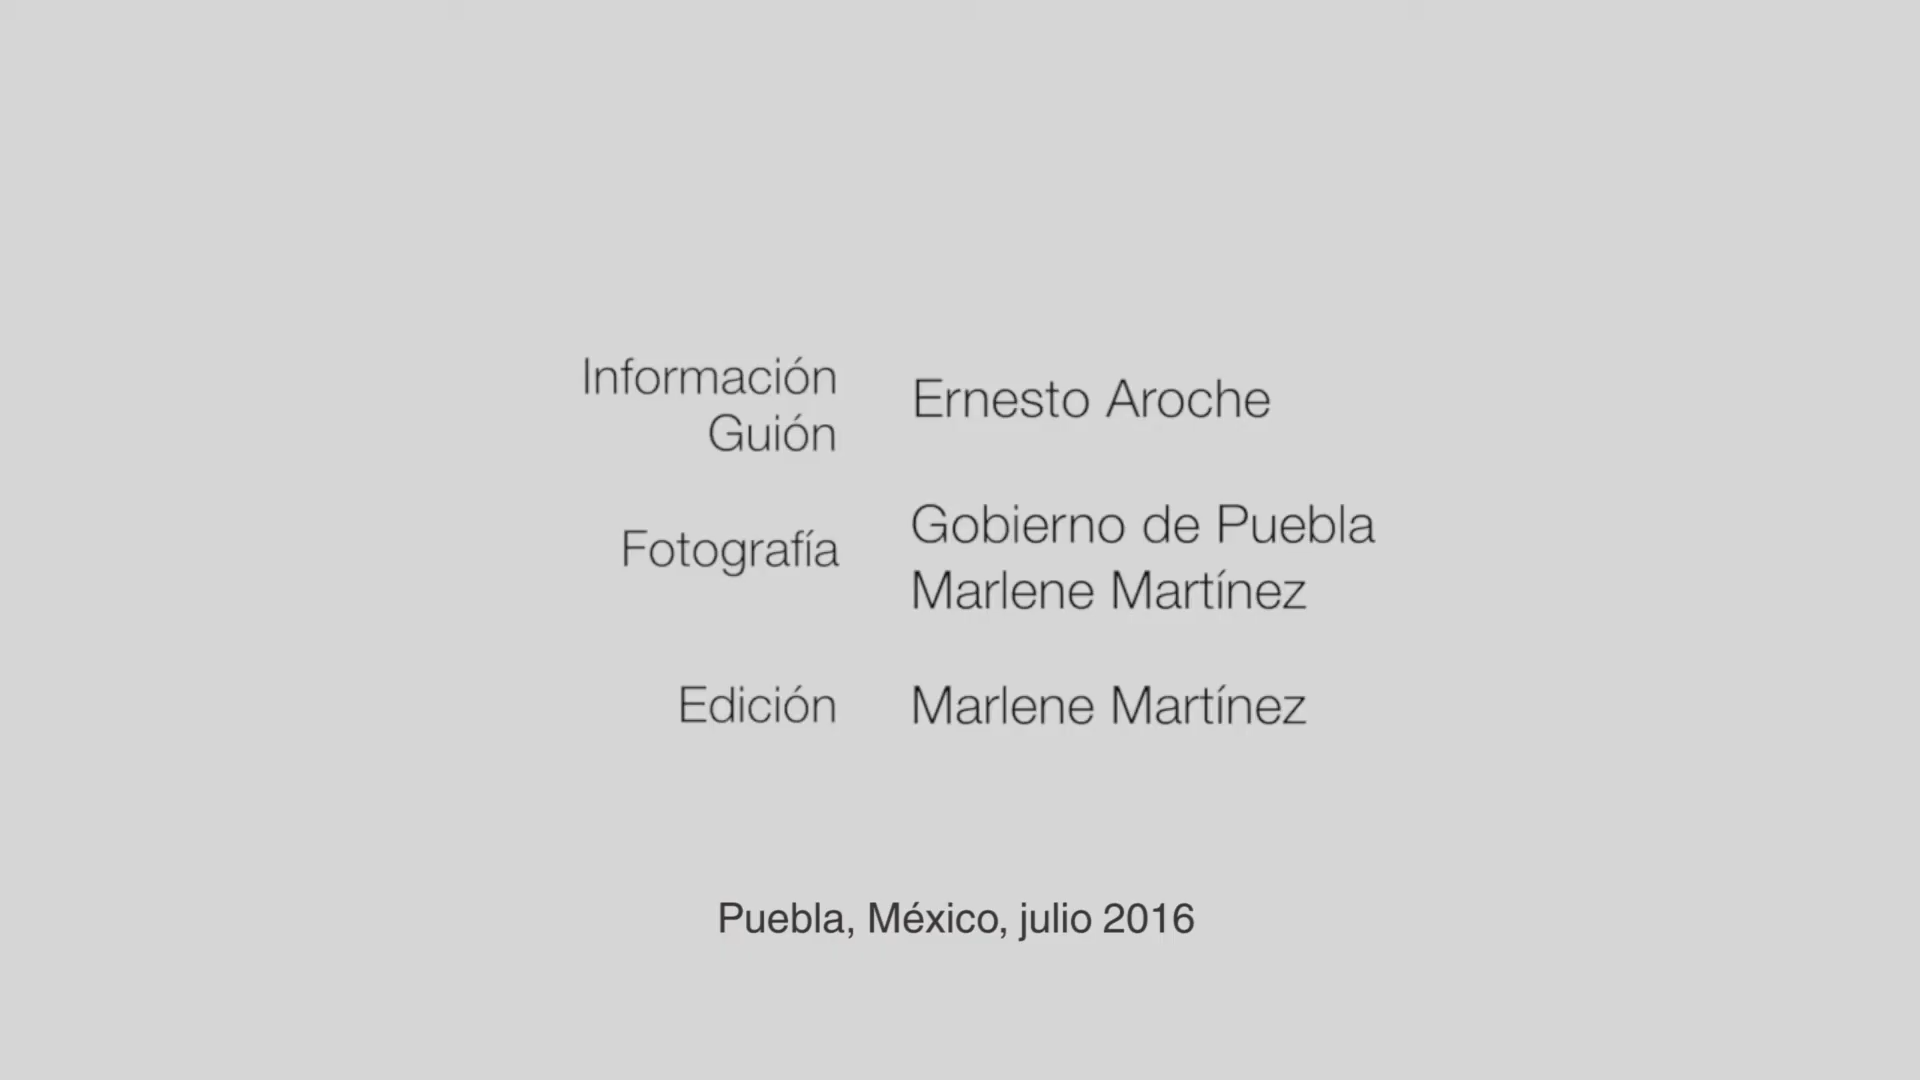 Información
Guión
Ernesto Aroche
Fotografía
Gobierno de Puebla
Marlene Martínez
Edición
Marlene Martínez
Puebla, México, julio 2016